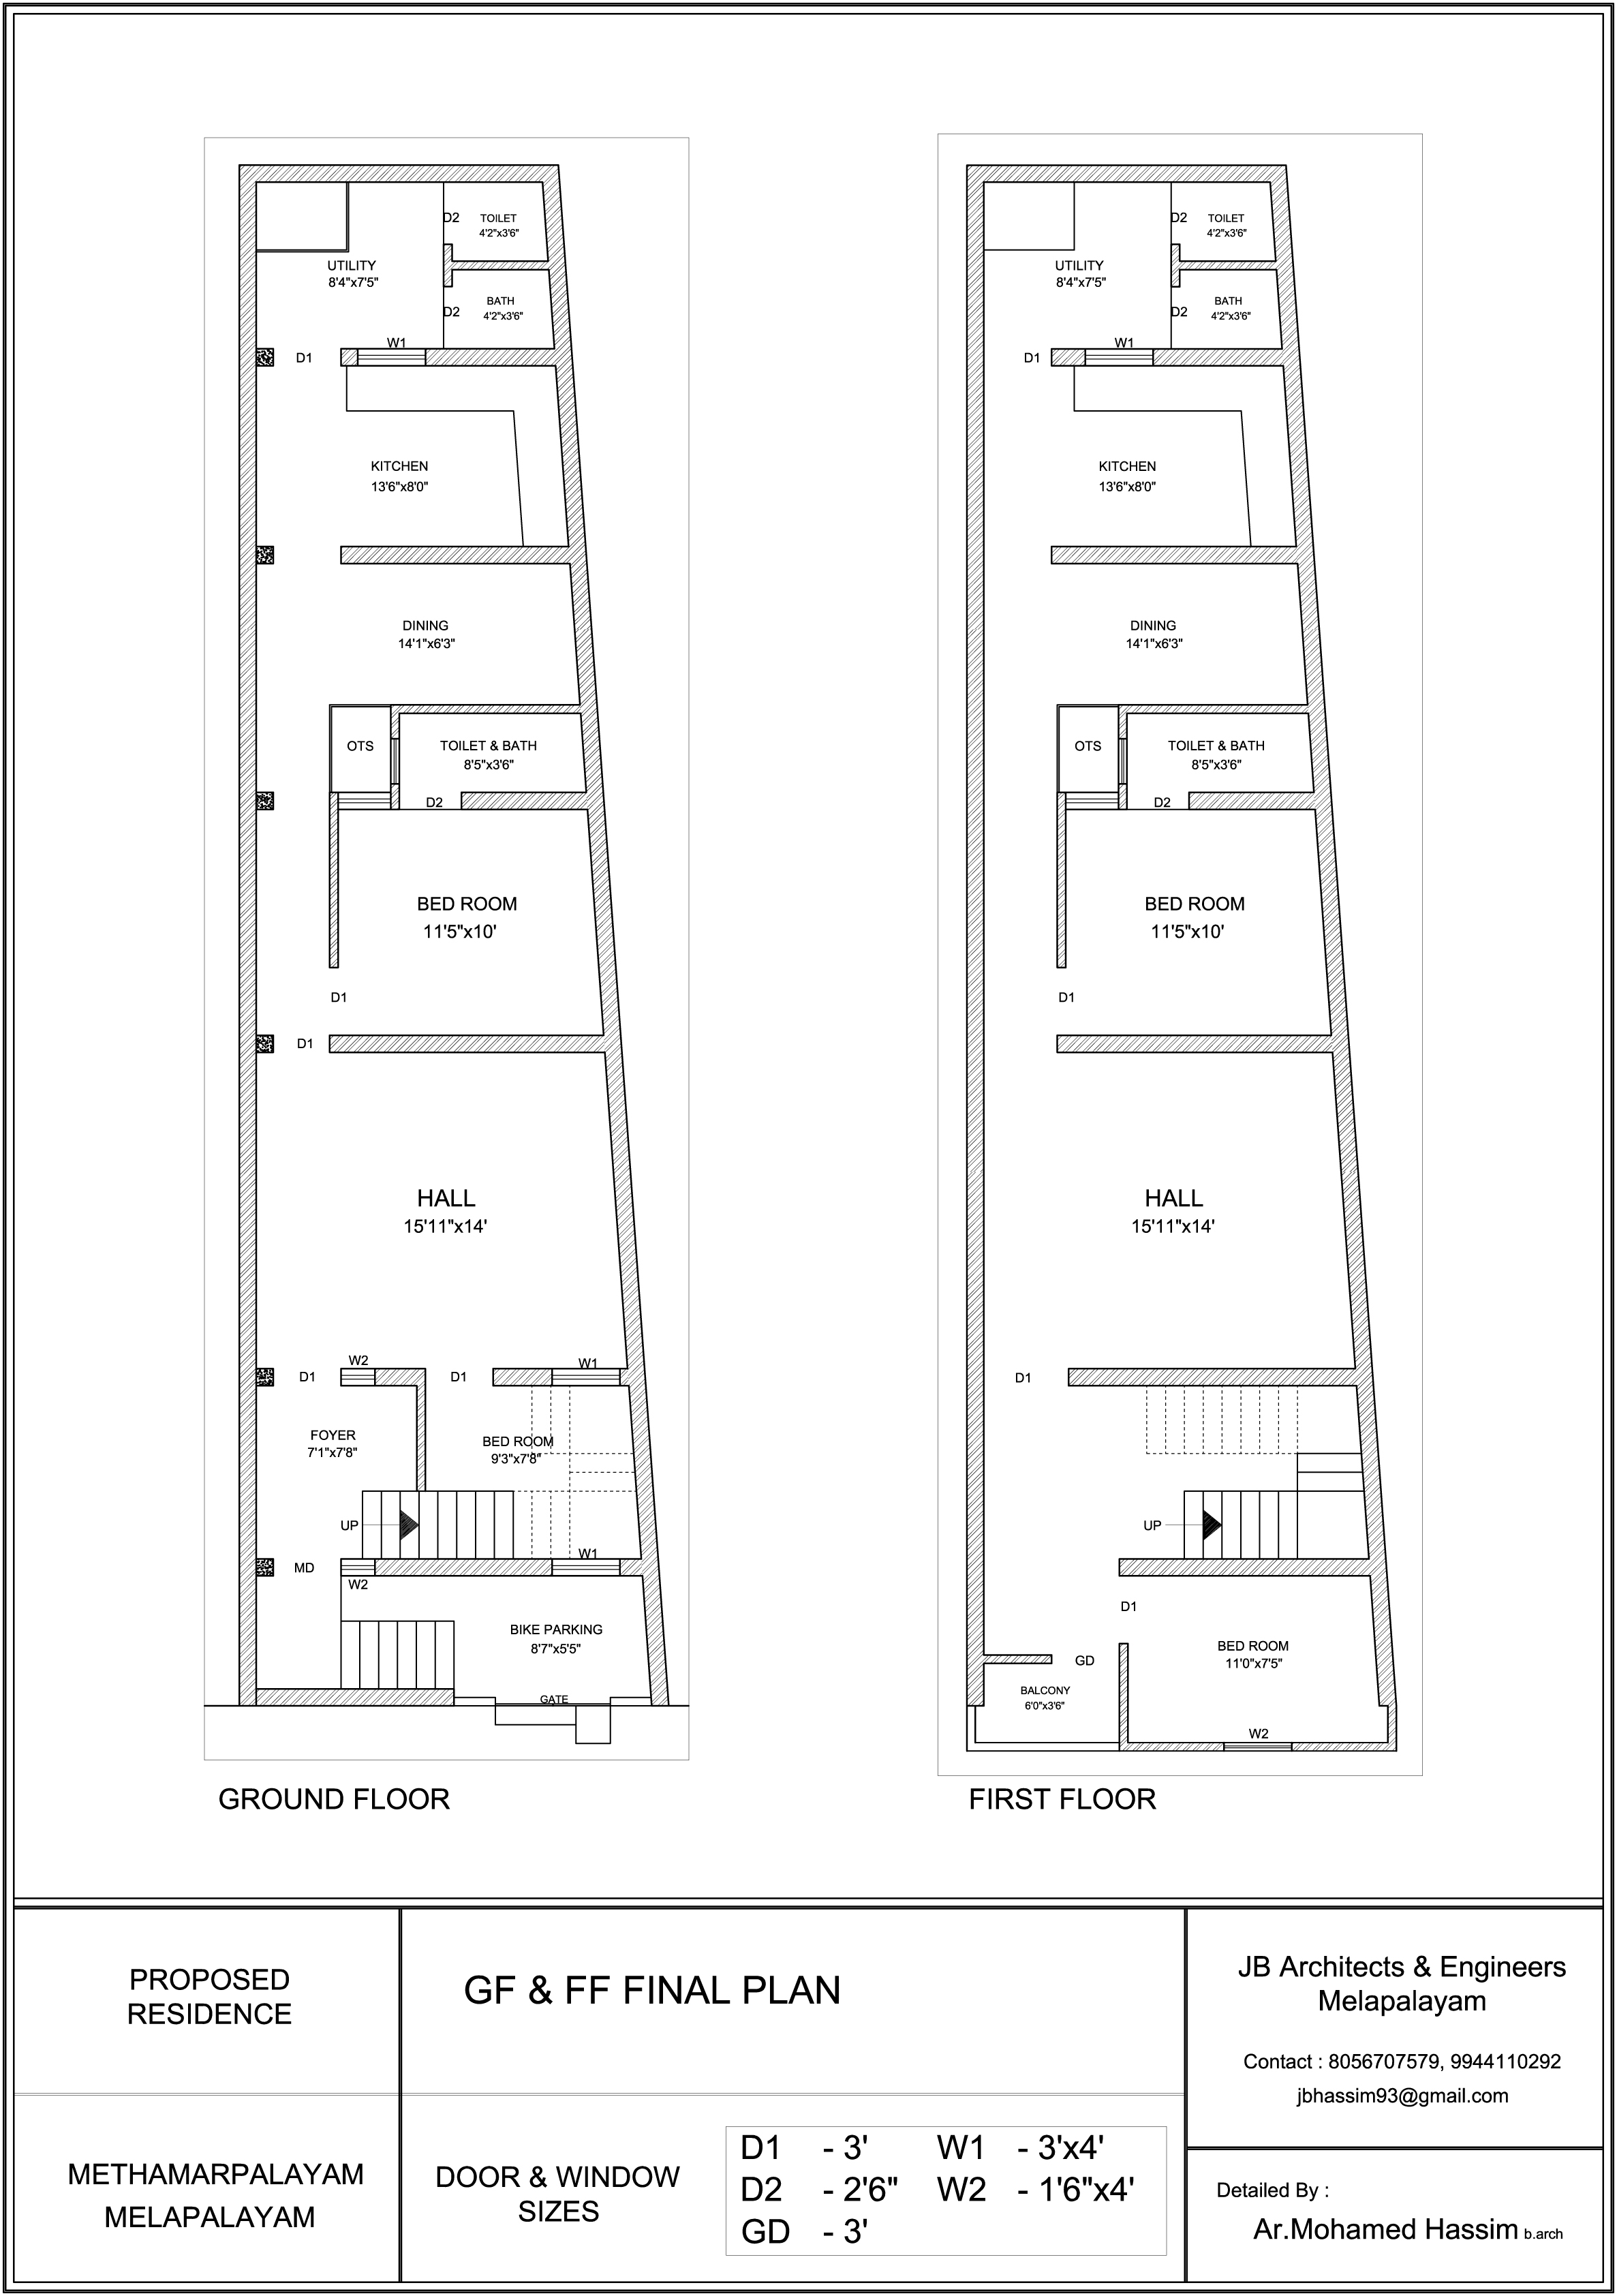 D2
TOILET
4'2"x3'6"
UTILITY
8'4"x7'5"
BATH
4'2"x3'6"
D2
W1
D1
KITCHEN
13'6"x8'0"
DINING
14'1"x6'3"
OTS
TOILET & BATH
8'5"x3'6"
D2
BED ROOM
11'5"x10'
D1
D1
HALL
15'11"x14'
W2
D1
D1
W1
FOYER
7'1"x7'8"
BED ROOM
9'3"x7'8"
UP
MD
W1
W2
BIKE PARKING
8'7"x5'5"
GATE
GROUND FLOOR
D2
TOILET
4'2"x3'6"
UTILITY
8'4"x7'5"
BATH
4'2"x3'6"
D2
W1
D1
KITCHEN
13'6"x8'0"
DINING
14'1"x6'3"
OTS
TOILET & BATH
8'5"x3'6"
D2
BED ROOM
11'5"x10'
D1
HALL
15'11"x14'
D1
UP
D1
BED ROOM
11'0"x7'5"
GD
BALCONY
6'0"x3'6"
W2
FIRST FLOOR
PROPOSED
RESIDENCE
GF & FF FINAL PLAN
JB Architects & Engineers
Melapalayam
Contact : 8056707579, 9944110292
jbhassim93@gmail.com
METHAMARPALAYAM
MELAPALAYAM
DOOR & WINDOW
SIZES
D1 - 3' W1 - 3'x4'
D2 - 2'6" W2 - 1'6"x4'
GD - 3'
Detailed By :
Ar.Mohamed Hassim b.arch